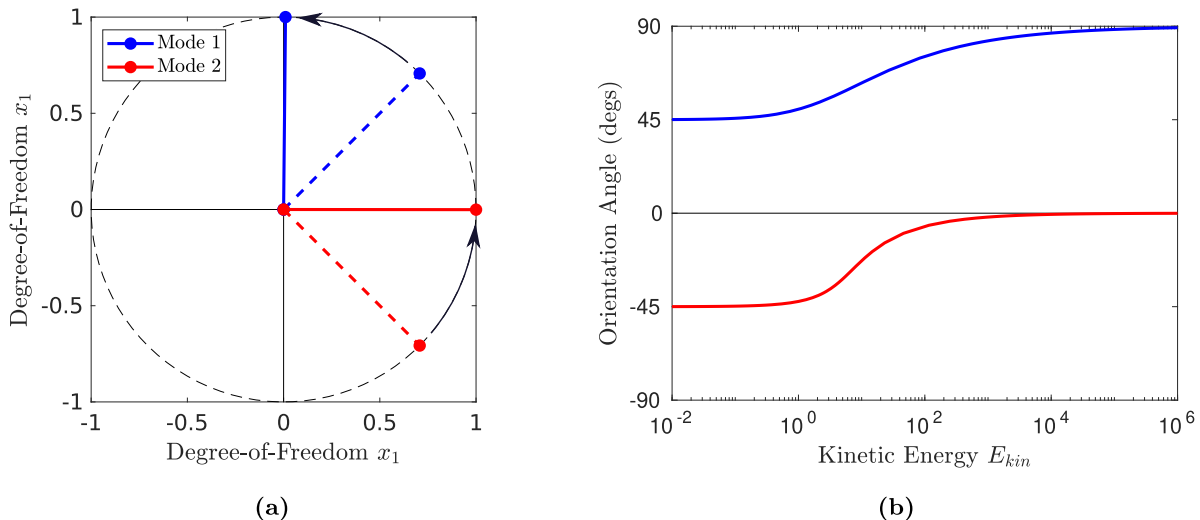 1
0.5
0
-0.5
-1
-1 -0.5 0 0.5 1
Degree-of-Freedom x₁
Degree-of-Freedom x₁
Mode 1
Mode 2
(a)
90
45
0
-45
-90
10⁻² 10⁰ 10² 10⁴ 10⁶
Orientation Angle (degs)
Kinetic Energy Eₖᵢₙ
(b)